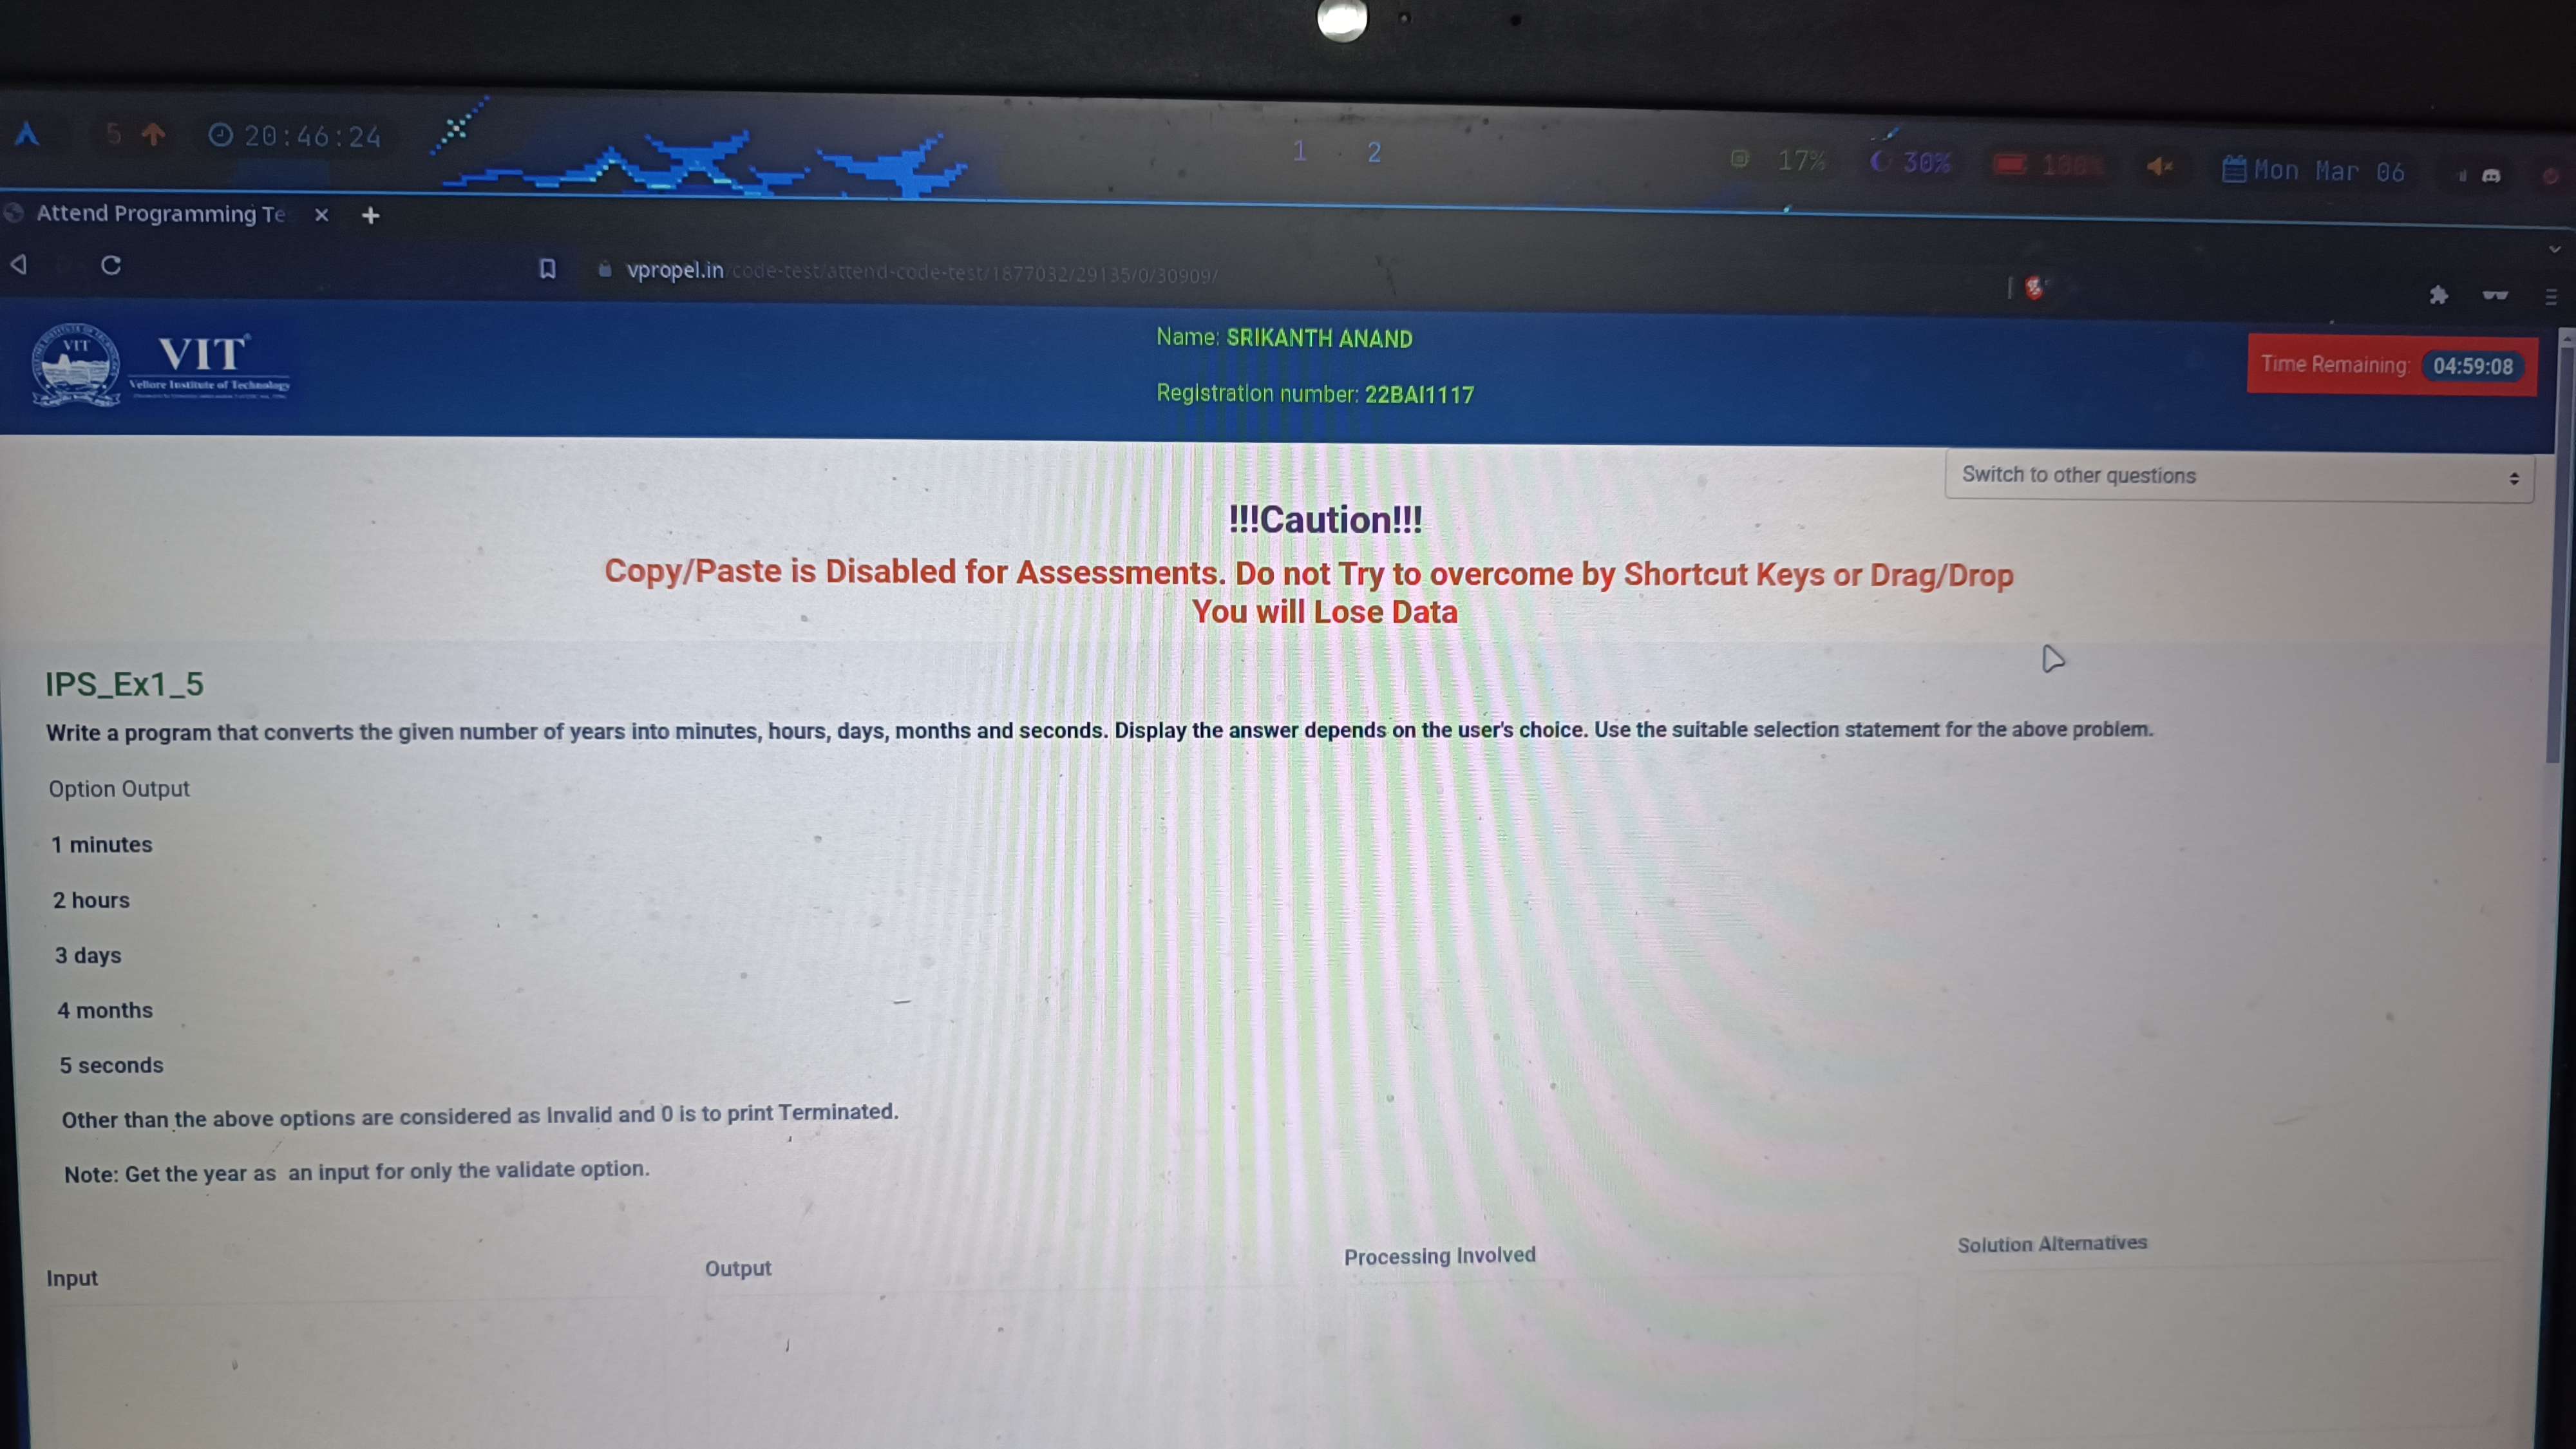 5 20:46:24 1 2 17% 30% 100% Mon Mar 06
Attend Programming Te
vpropel.in/code-test/attend-code-test/1877032/29135/0/30909/
VIT
VIT
Vellore Institute of Technology
Name: SRIKANTH ANAND
Registration number: 22BAI1117
Time Remaining: 04:59:08
Switch to other questions
!!!Caution!!!
Copy/Paste is Disabled for Assessments. Do not Try to overcome by Shortcut Keys or Drag/Drop
You will Lose Data
IPS_Ex1_5
Write a program that converts the given number of years into minutes, hours, days, months and seconds. Display the answer depends on the user's choice. Use the suitable selection statement for the above problem.
Option Output
1 minutes
2 hours
3 days
4 months
5 seconds
Other than the above options are considered as Invalid and 0 is to print Terminated.
Note: Get the year as an input for only the validate option.
Input Output Processing Involved Solution Alternatives